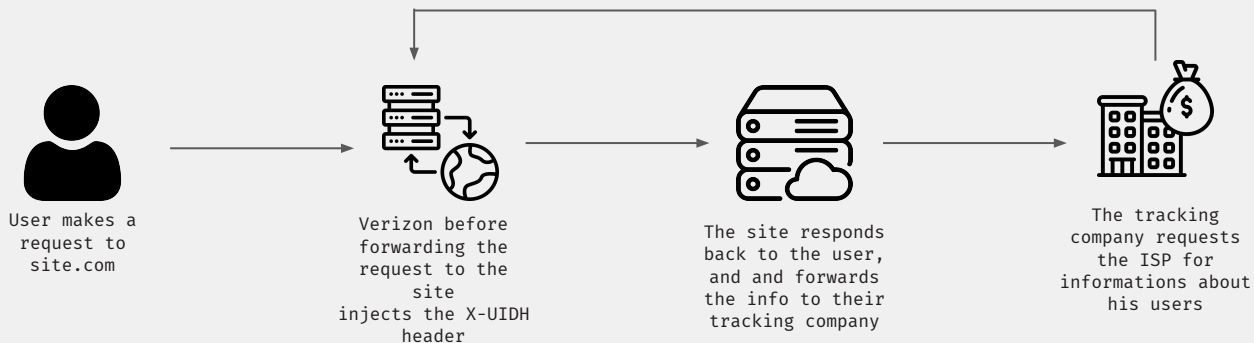 User makes a
request to
site.com
Verizon before
forwarding the
request to the
site
injects the X-UIDH
header
The site responds
back to the user,
and and forwards
the info to their
tracking company
$
The tracking
company requests
the ISP for
informations about
his users